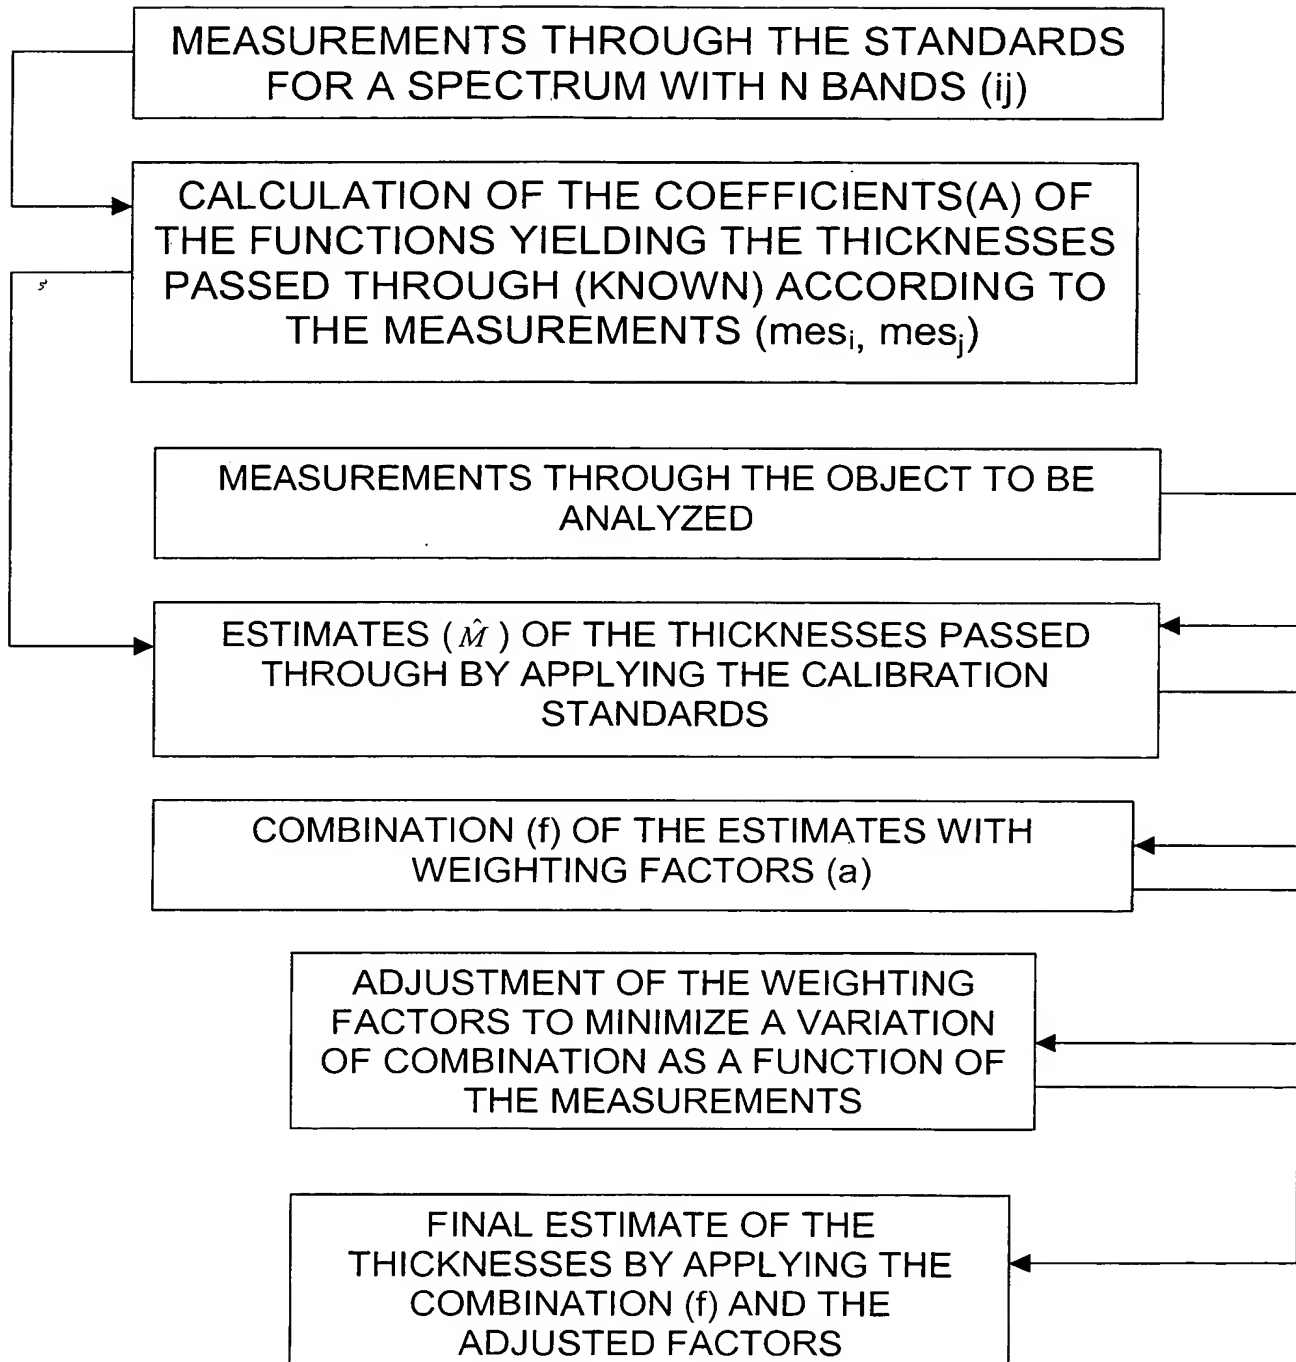 MEASUREMENTS THROUGH THE STANDARDS
FOR A SPECTRUM WITH N BANDS (ij)
CALCULATION OF THE COEFFICIENTS(A) OF
THE FUNCTIONS YIELDING THE THICKNESSES
PASSED THROUGH (KNOWN) ACCORDING TO
THE MEASUREMENTS (mesᵢ, mesⱼ)
MEASUREMENTS THROUGH THE OBJECT TO BE
ANALYZED
ESTIMATES (M̂) OF THE THICKNESSES PASSED
THROUGH BY APPLYING THE CALIBRATION
STANDARDS
COMBINATION (f) OF THE ESTIMATES WITH
WEIGHTING FACTORS (a)
ADJUSTMENT OF THE WEIGHTING
FACTORS TO MINIMIZE A VARIATION
OF COMBINATION AS A FUNCTION OF
THE MEASUREMENTS
FINAL ESTIMATE OF THE
THICKNESSES BY APPLYING THE
COMBINATION (f) AND THE
ADJUSTED FACTORS